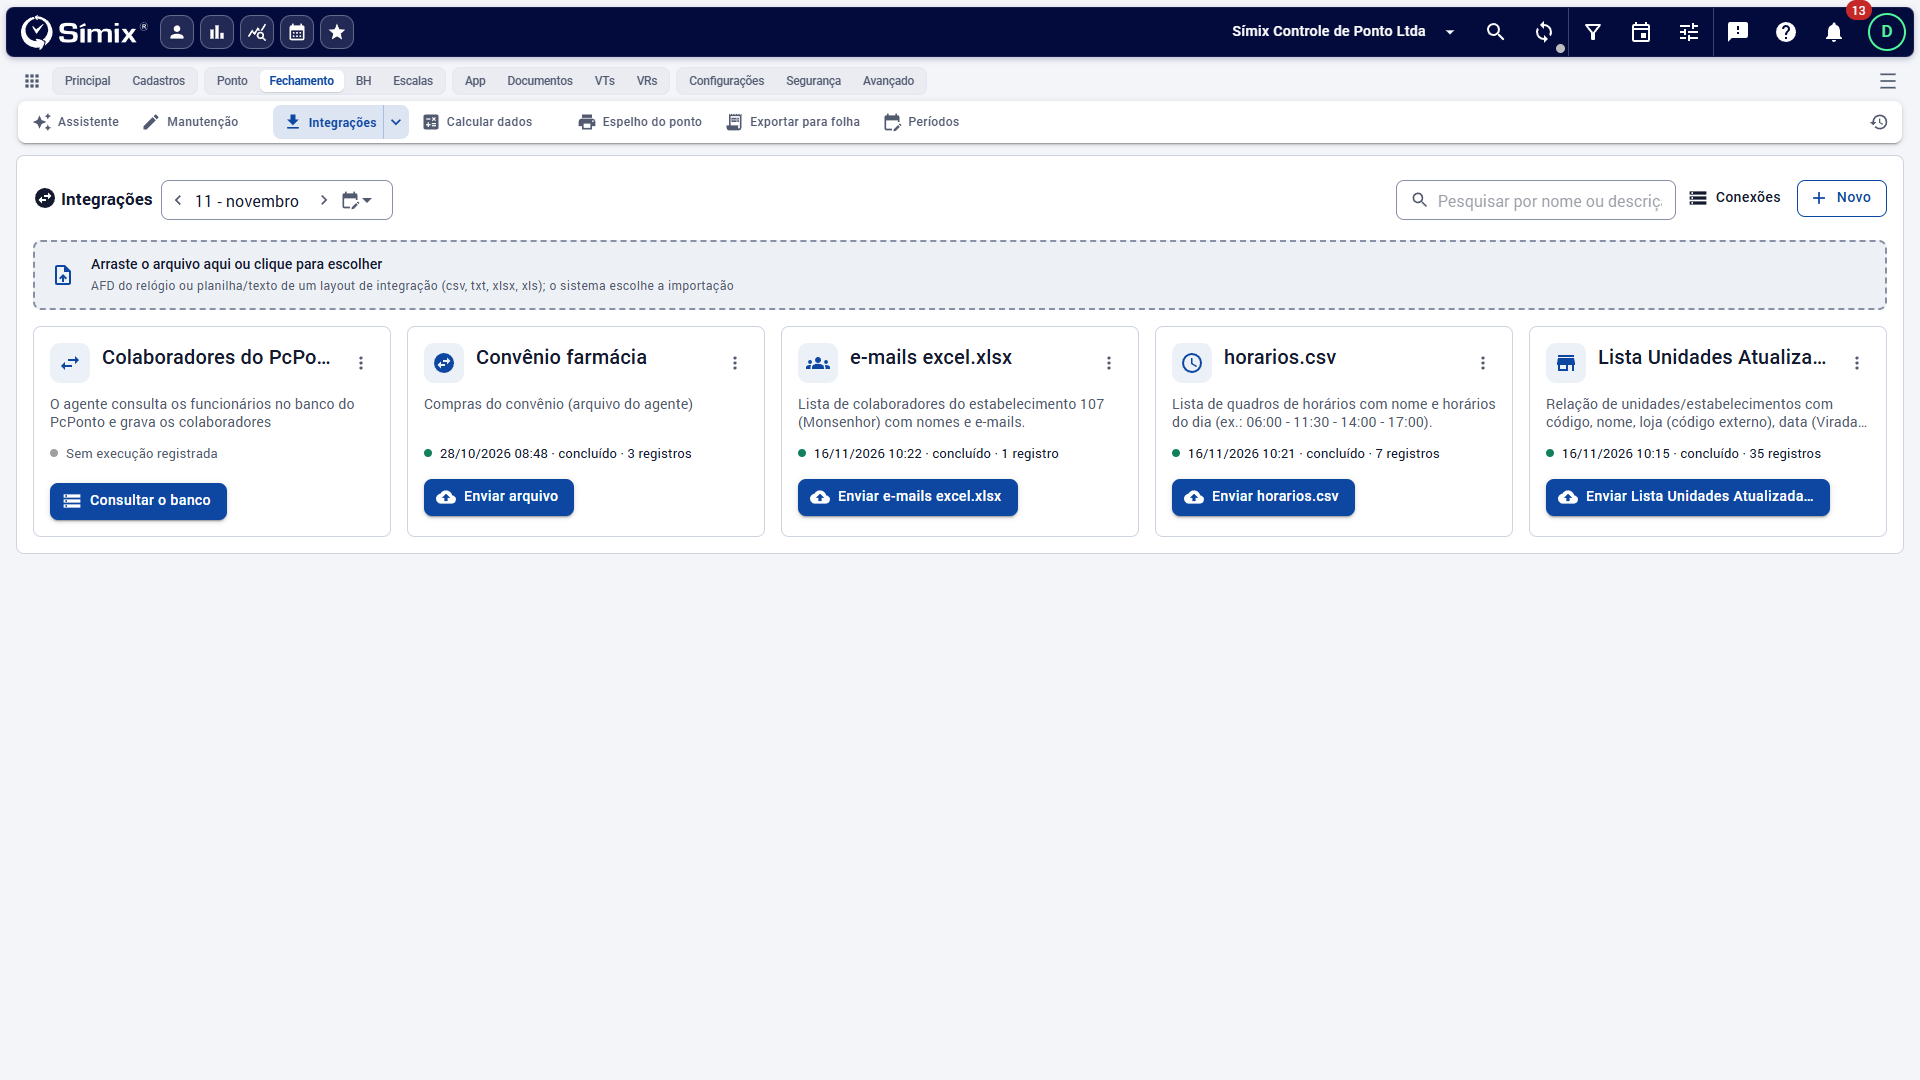 Símix®
Símix Controle de Ponto Ltda
13
D
Principal
Cadastros
Ponto
Fechamento
BH
Escalas
App
Documentos
VTs
VRs
Configurações
Segurança
Avançado
Assistente
Manutenção
Integrações
Calcular dados
Espelho do ponto
Exportar para folha
Períodos
Integrações
11 - novembro
Pesquisar por nome ou descriç
Conexões
Novo
Arraste o arquivo aqui ou clique para escolher
AFD do relógio ou planilha/texto de um layout de integração (csv, txt, xlsx, xls); o sistema escolhe a importação
Colaboradores do PcPo...
O agente consulta os funcionários no banco do
PcPonto e grava os colaboradores
Sem execução registrada
Consultar o banco
Convênio farmácia
Compras do convênio (arquivo do agente)
28/10/2026 08:48 · concluído · 3 registros
Enviar arquivo
e-mails excel.xlsx
Lista de colaboradores do estabelecimento 107
(Monsenhor) com nomes e e-mails.
16/11/2026 10:22 · concluído · 1 registro
Enviar e-mails excel.xlsx
horarios.csv
Lista de quadros de horários com nome e horários
do dia (ex.: 06:00 - 11:30 - 14:00 - 17:00).
16/11/2026 10:21 · concluído · 7 registros
Enviar horarios.csv
Lista Unidades Atualiza...
Relação de unidades/estabelecimentos com
código, nome, loja (código externo), data (Virada...
16/11/2026 10:15 · concluído · 35 registros
Enviar Lista Unidades Atualizada...